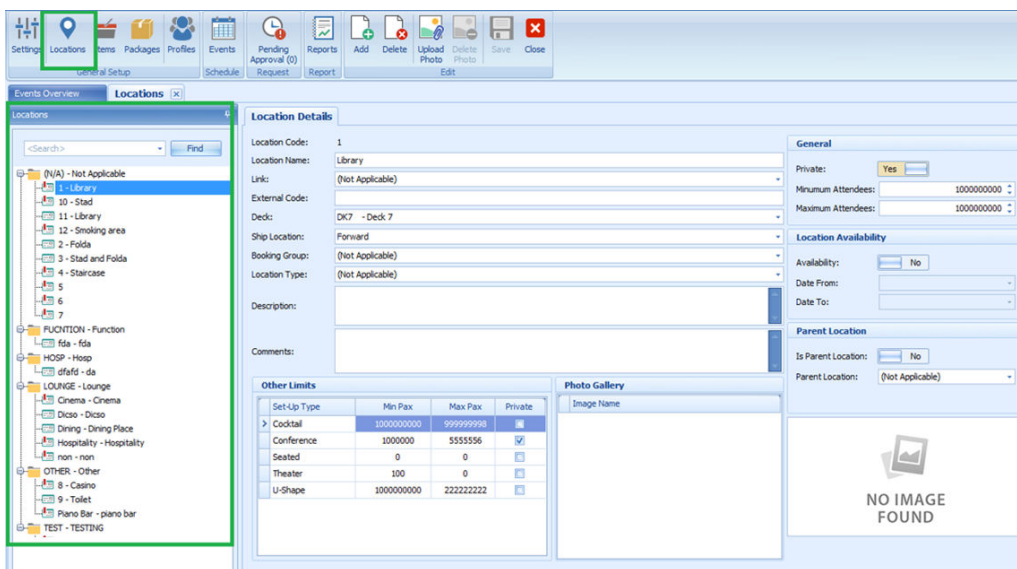 Settings Locations Items Packages Profiles Events Pending Approval (0) Reports Add Delete Upload Photo Delete Photo Save Close
General Setup Schedule Request Report Edit
Events Overview Locations
Locations
<Search> Find
(N/A) - Not Applicable
1 - Library
10 - Stad
11 - Library
12 - Smoking area
2 - Folda
3 - Stad and Folda
4 - Staircase
5
6
7
FUCNTION - Function
fda - fda
HOSP - Hosp
dfafd - da
LOUNGE - Lounge
Cinema - Cinema
Dicso - Dicso
Dining - Dining Place
Hospitality - Hospitality
non - non
OTHER - Other
8 - Casino
9 - Toilet
Piano Bar - piano bar
TEST - TESTING
Location Details
Location Code: 1
Location Name: Library
Link: (Not Applicable)
External Code:
Deck: DK7 - Deck 7
Ship Location: Forward
Booking Group: (Not Applicable)
Location Type: (Not Applicable)
Description:
Comments:
Other Limits
Set-Up Type Min Pax Max Pax Private
Cocktail 1000000000 999999998
Conference 1000000 5555556
Seated 0 0
Theater 100 0
U-Shape 1000000000 222222222
Photo Gallery
Image Name
General
Private: Yes
Minumum Attendees: 1000000000
Maximum Attendees: 1000000000
Location Availability
Availability: No
Date From:
Date To:
Parent Location
Is Parent Location: No
Parent Location: (Not Applicable)
NO IMAGE
FOUND